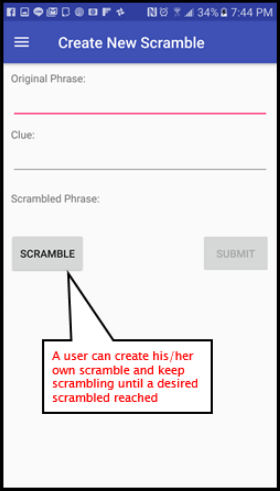 34% 7:44 PM
Create New Scramble
Original Phrase:
Clue:
Scrambled Phrase:
SCRAMBLE
SUBMIT
A user can create his/her
own scramble and keep
scrambling until a desired
scrambled reached